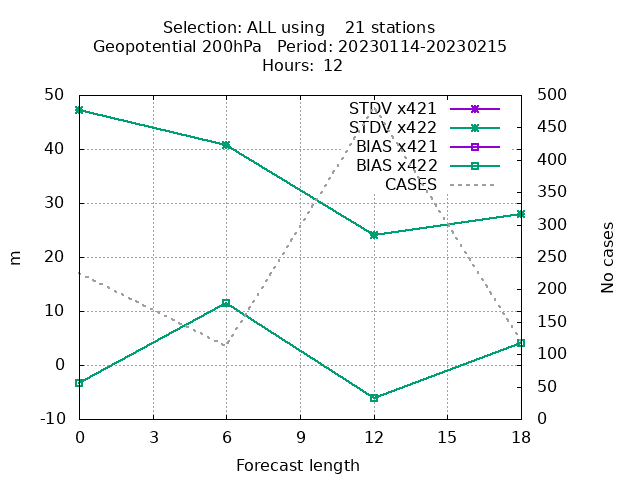 Selection: ALL using    21 stations
Geopotential 200hPa   Period: 20230114-20230215
Hours:  12
STDV x421
STDV x422
BIAS x421
BIAS x422
CASES
50
40
30
20
10
0
-10
m
500
450
400
350
300
250
200
150
100
50
0
No cases
0 3 6 9 12 15 18
Forecast length